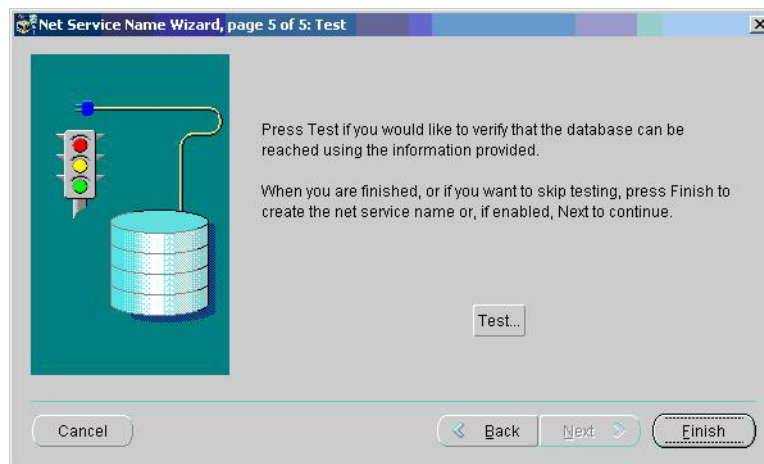 Net Service Name Wizard, page 5 of 5: Test
Press Test if you would like to verify that the database can be
reached using the information provided.
When you are finished, or if you want to skip testing, press Finish to
create the net service name or, if enabled, Next to continue.
Test...
Cancel
Back
Next
Finish